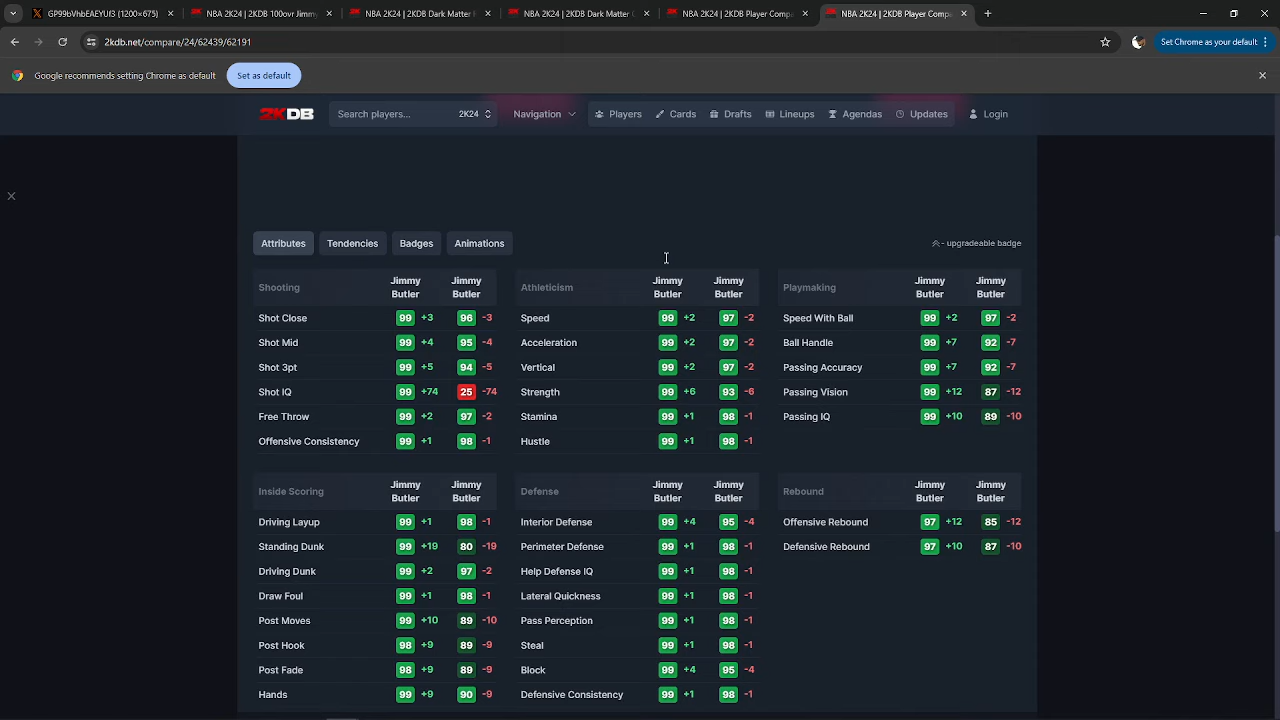 GP99bVhbEAEYUf3 (1200×675)
NBA 2K24 | 2KDB 100ovr Jimmy
NBA 2K24 | 2KDB Dark Matter
NBA 2K24 | 2KDB Dark Matter
NBA 2K24 | 2KDB Player Compa
NBA 2K24 | 2KDB Player Compa
2kdb.net/compare/24/62439/62191
Set Chrome as your default
Google recommends setting Chrome as default
Set as default
2KDB
Search players...
2K24
Navigation
Players
Cards
Drafts
Lineups
Agendas
Updates
Login
Attributes
Tendencies
Badges
Animations
- upgradeable badge
Shooting Jimmy Butler Jimmy Butler
Shot Close 99 +3 96 -3
Shot Mid 99 +4 95 -4
Shot 3pt 99 +5 94 -5
Shot IQ 99 +74 25 -74
Free Throw 99 +2 97 -2
Offensive Consistency 99 +1 98 -1
Athleticism Jimmy Butler Jimmy Butler
Speed 99 +2 97 -2
Acceleration 99 +2 97 -2
Vertical 99 +2 97 -2
Strength 99 +6 93 -6
Stamina 99 +1 98 -1
Hustle 99 +1 98 -1
Playmaking Jimmy Butler Jimmy Butler
Speed With Ball 99 +2 97 -2
Ball Handle 99 +7 92 -7
Passing Accuracy 99 +7 92 -7
Passing Vision 99 +12 87 -12
Passing IQ 99 +10 89 -10
Inside Scoring Jimmy Butler Jimmy Butler
Driving Layup 99 +1 98 -1
Standing Dunk 99 +19 80 -19
Driving Dunk 99 +2 97 -2
Draw Foul 99 +1 98 -1
Post Moves 99 +10 89 -10
Post Hook 98 +9 89 -9
Post Fade 98 +9 89 -9
Hands 99 +9 90 -9
Defense Jimmy Butler Jimmy Butler
Interior Defense 99 +4 95 -4
Perimeter Defense 99 +1 98 -1
Help Defense IQ 99 +1 98 -1
Lateral Quickness 99 +1 98 -1
Pass Perception 99 +1 98 -1
Steal 99 +1 98 -1
Block 99 +4 95 -4
Defensive Consistency 99 +1 98 -1
Rebound Jimmy Butler Jimmy Butler
Offensive Rebound 97 +12 85 -12
Defensive Rebound 97 +10 87 -10